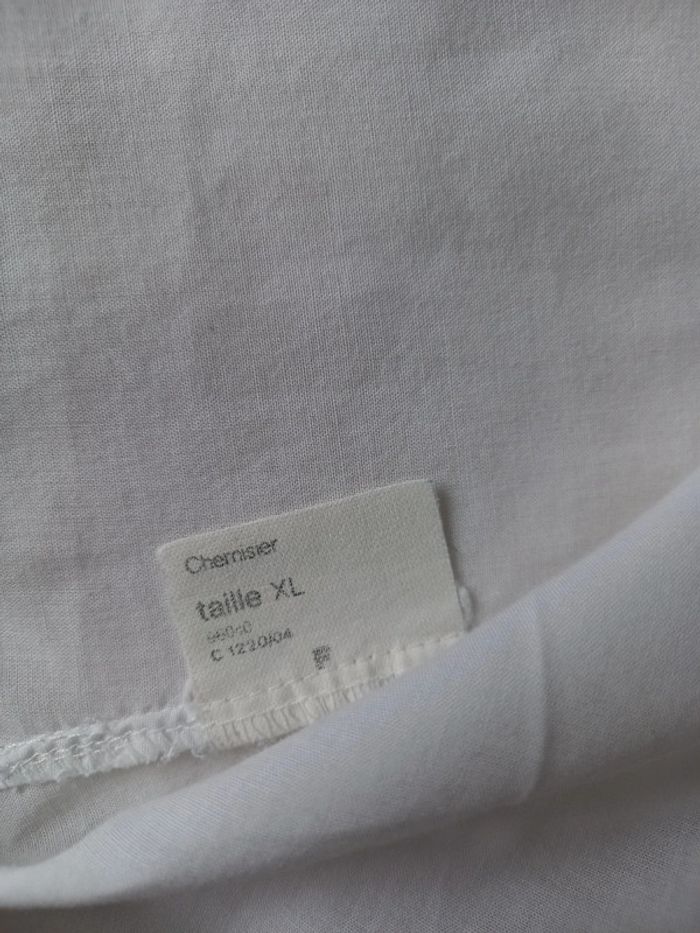 Chemisier
taille XL
C 1220/04
F